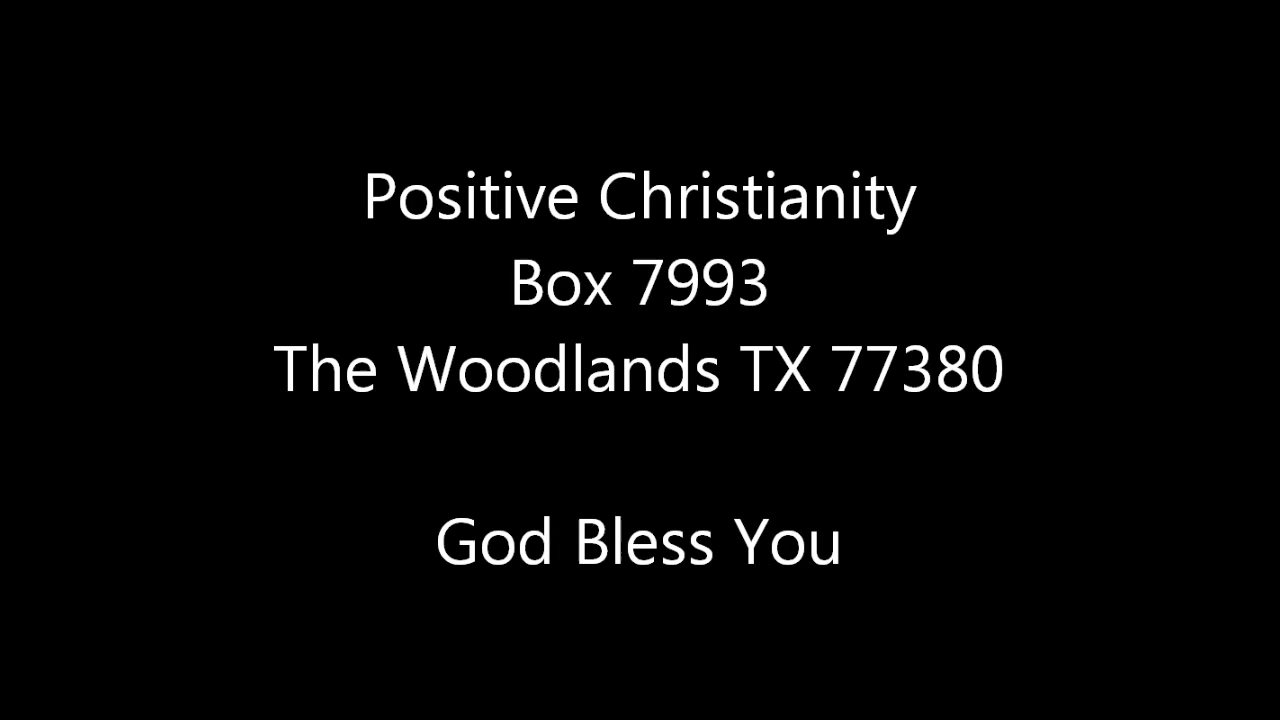 Positive Christianity
Box 7993
The Woodlands TX 77380
God Bless You